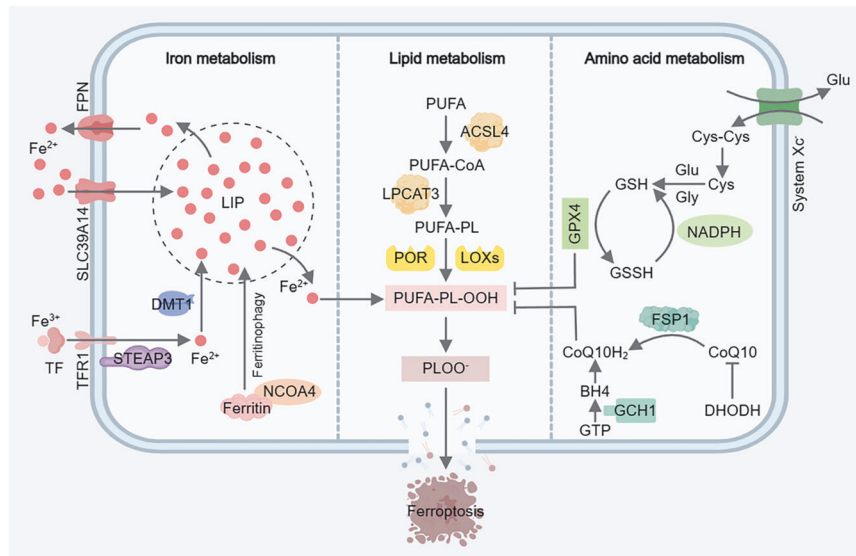 Iron metabolism
Lipid metabolism
Amino acid metabolism
FPN
Fe2+
SLC39A14
LIP
Fe2+
DMT1
Ferritinophagy
Fe3+
TF
TFR1
STEAP3
Fe2+
NCOA4
Ferritin
PUFA
ACSL4
PUFA-CoA
LPCAT3
PUFA-PL
POR
LOXs
PUFA-PL-OOH
PLOO-
Ferroptosis
Glu
System Xc-
Cys-Cys
Glu
Cys
Gly
GSH
GPX4
NADPH
GSSH
FSP1
CoQ10H2
CoQ10
BH4
GCH1
GTP
DHODH